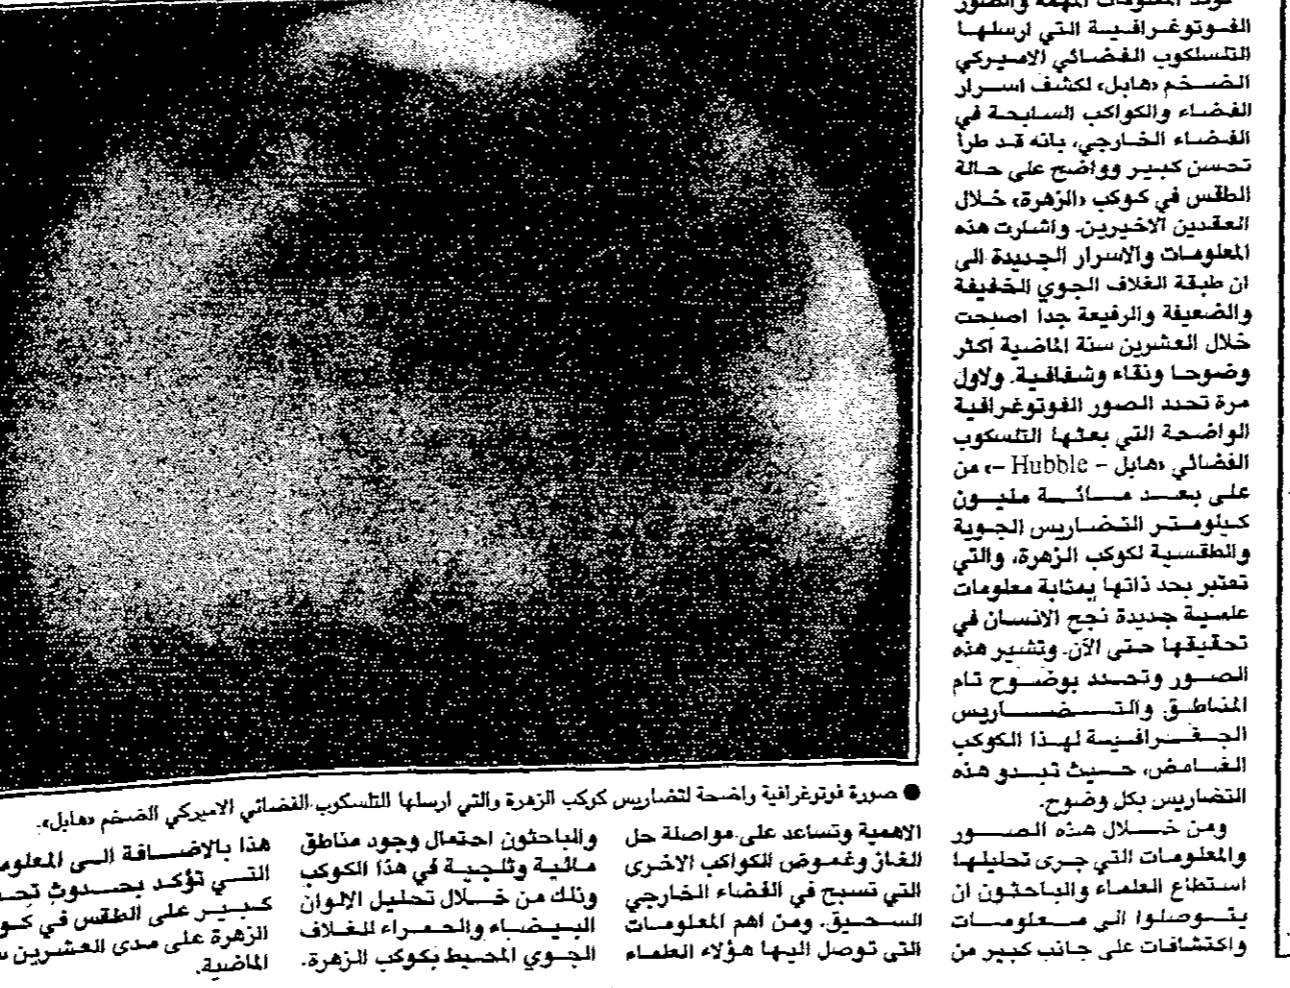 الفوتوغرافية التي ارسلها
التلسكوب الفضائي الاميركي
الضخم «هابل» لكشف اسرار
الفضاء والكواكب السابحة في
الفضاء الخارجي، بانه قد طرأ
تحسن كبير وواضح على حالة
الطقس في كوكب «الزهرة» خلال
العقدين الاخيرين. واشارت هذه
المعلومات والاسرار الجديدة الى
ان طبقة الغلاف الجوي الخفيفة
والضعيفة والرفيعة جدا اصبحت
خلال العشرين سنة الماضية اكثر
وضوحا ونقاء وشفافية. ولاول
مرة تحدد الصور الفوتوغرافية
الواضحة التي بعثها التلسكوب
الفضائي «هابل - Hubble -» من
على بعد مائة مليون
كيلومتر التضاريس الجوية
والطقسية لكوكب الزهرة، والتي
تعتبر بحد ذاتها بمثابة معلومات
علمية جديدة نجح الانسان في
تحقيقها حتى الآن. وتشير هذه
الصور وتحدد بوضوح تام
المناطق والتضاريس
الجغرافية لهذا الكوكب
الغامض، حيث تبدو هذه
التضاريس بكل وضوح.
ومن خلال هذه الصور
والمعلومات التي جرى تحليلها
استطاع العلماء والباحثون ان
يتوصلوا الى معلومات
واكتشافات على جانب كبير من
● صورة فوتوغرافية واضحة لتضاريس كوكب الزهرة والتي ارسلها التلسكوب الفضائي الاميركي الضخم «هابل».
الاهمية وتساعد على مواصلة حل
الغاز وغموض الكواكب الاخرى
التي تسبح في الفضاء الخارجي
السحيق. ومن اهم المعلومات
التي توصل اليها هؤلاء العلماء
والباحثون احتمال وجود مناطق
مائية وثلجية في هذا الكوكب
وذلك من خلال تحليل الالوان
البيضاء والحمراء للغلاف
الجوي المحيط بكوكب الزهرة.
هذا بالاضافة الى
التي تؤكد بحدوث
كبير على الطقس في
الزهرة على مدى العشرين
الماضية.